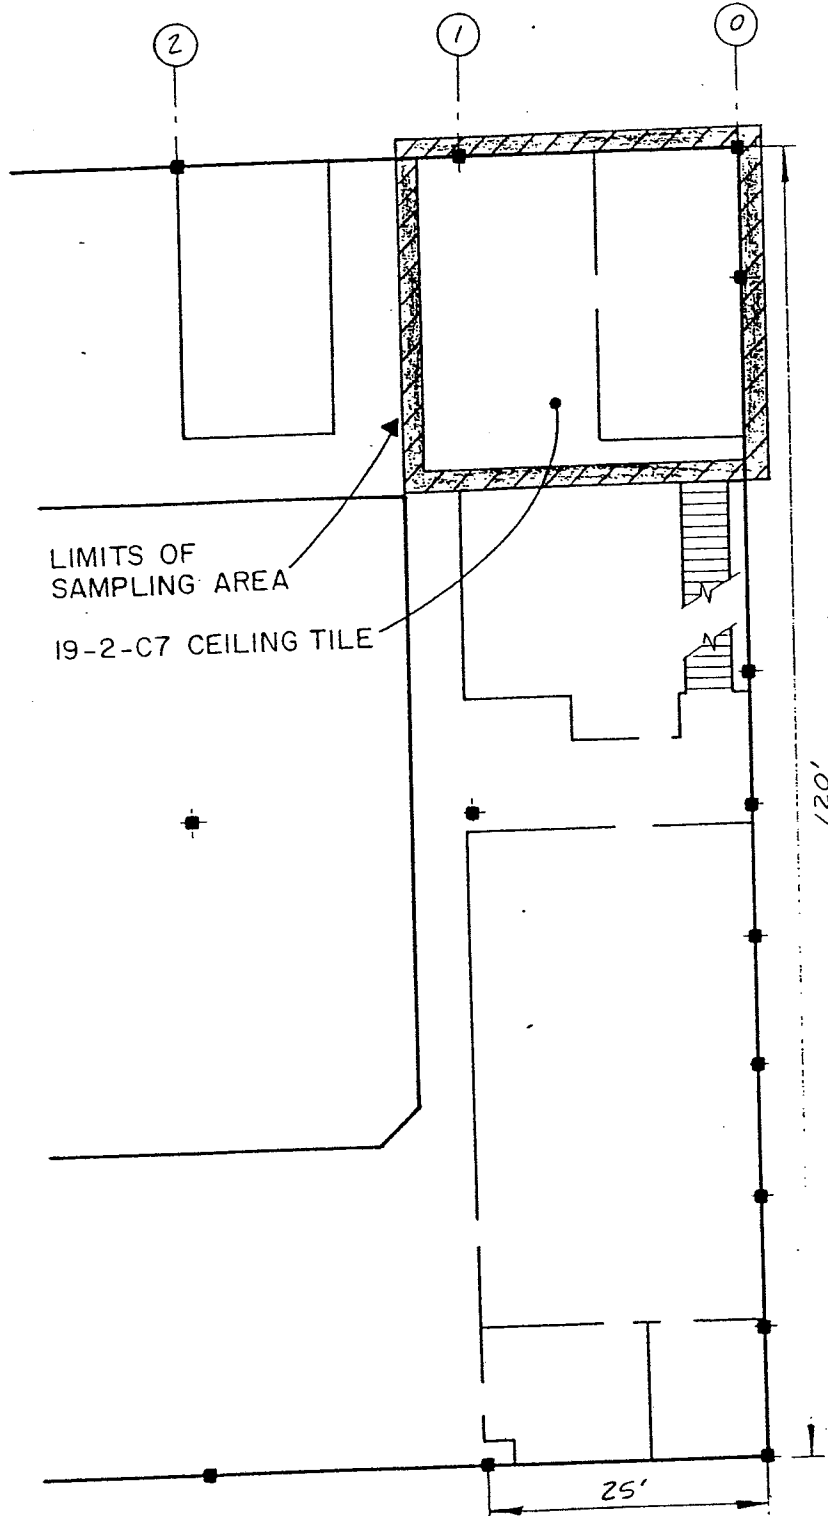 2 1 0
LIMITS OF
SAMPLING AREA
19-2-C7 CEILING TILE
120'
25'